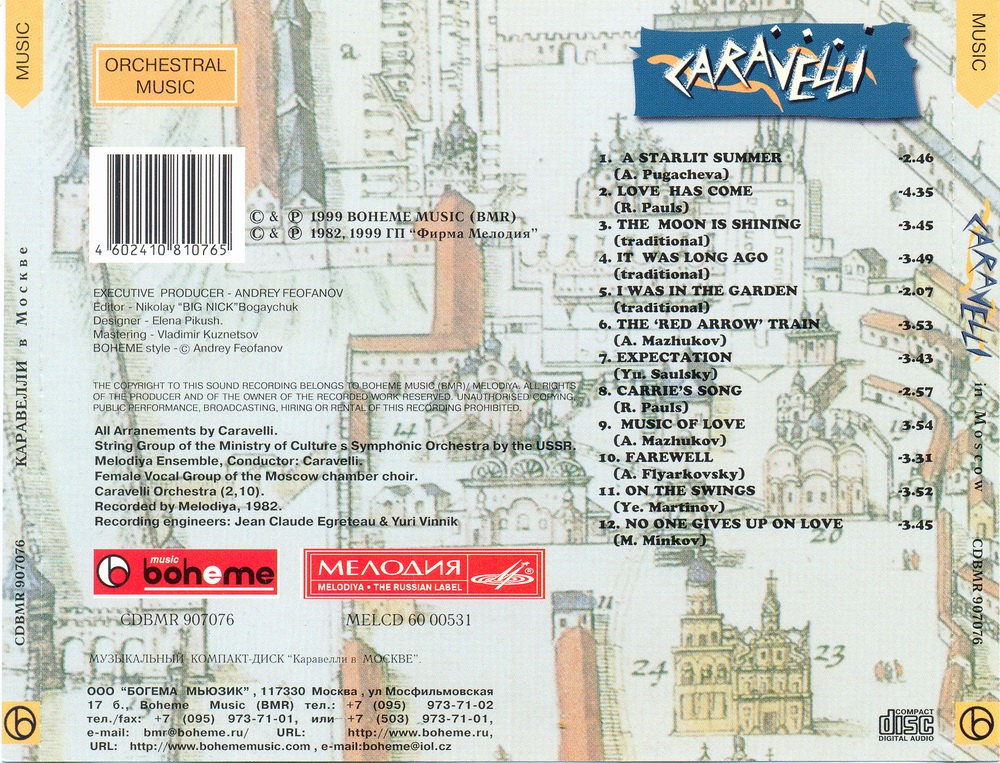 MUSIC
КАРАВЕЛЛИ в Москве
CDBMR 907076
ORCHESTRAL
MUSIC
4 602410 810765
© & ℗ 1999 BOHEME MUSIC (BMR)
© & ℗ 1982, 1999 ГП "Фирма Мелодия"
EXECUTIVE PRODUCER - ANDREY FEOFANOV
Editor - Nikolay "BIG NICK"Bogaychuk
Designer - Elena Pikush.
Mastering - Vladimir Kuznetsov
BOHEME style - © Andrey Feofanov
THE COPYRIGHT TO THIS SOUND RECORDING BELONGS TO BOHEME MUSIC (BMR)/ MELODIYA. ALL RIGHTS
OF THE PRODUCER AND OF THE OWNER OF THE RECORDED WORK RESERVED. UNAUTHORISED COPYING,
PUBLIC PERFORMANCE, BROADCASTING, HIRING OR RENTAL OF THIS RECORDING PROHIBITED.
All Arranements by Caravelli.
String Group of the Ministry of Culture s Symphonic Orchestra by the USSR.
Melodiya Ensemble, Conductor: Caravelli.
Female Vocal Group of the Moscow chamber choir.
Caravelli Orchestra (2,10).
Recorded by Melodiya, 1982.
Recording engineers: Jean Claude Egreteau & Yuri Vinnik
music
boheme
CDBMR 907076
МЕЛОДИЯ
MELODIYA • THE RUSSIAN LABEL
MELCD 60 00531
МУЗЫКАЛЬНЫЙ КОМПАКТ-ДИСК "Каравелли в МОСКВЕ".
ООО "БОГЕМА МЬЮЗИК" , 117330 Москва , ул Мосфильмовская
17 б., Boheme Music (BMR) тел.: +7 (095) 973-71-02
тел./fax: +7 (095) 973-71-01, или +7 (503) 973-71-01,
e-mail: bmr@boheme.ru/ URL: http://www.boheme.ru,
URL: http://www.bohememusic.com , e-mail:boheme@iol.cz
CARAVELLI
1. A STARLIT SUMMER -2.46
(A. Pugacheva)
2. LOVE HAS COME -4.35
(R. Pauls)
3. THE MOON IS SHINING -3.45
(traditional)
4. IT WAS LONG AGO -3.49
(traditional)
5. I WAS IN THE GARDEN -2.07
(traditional)
6. THE 'RED ARROW' TRAIN -3.53
(A. Mazhukov)
7. EXPECTATION -3.43
(Yu. Saulsky)
8. CARRIE'S SONG -2.57
(R. Pauls)
9. MUSIC OF LOVE 3.54
(A. Mazhukov)
10. FAREWELL -3.31
(A. Flyarkovsky)
11. ON THE SWINGS -3.52
(Ye. Martinov)
12. NO ONE GIVES UP ON LOVE -3.45
(M. Minkov)
a
14
20
11
24
23
COMPACT
disc
DIGITAL AUDIO
MUSIC
CARAVELLI
in Moscow
CDBMR 907076